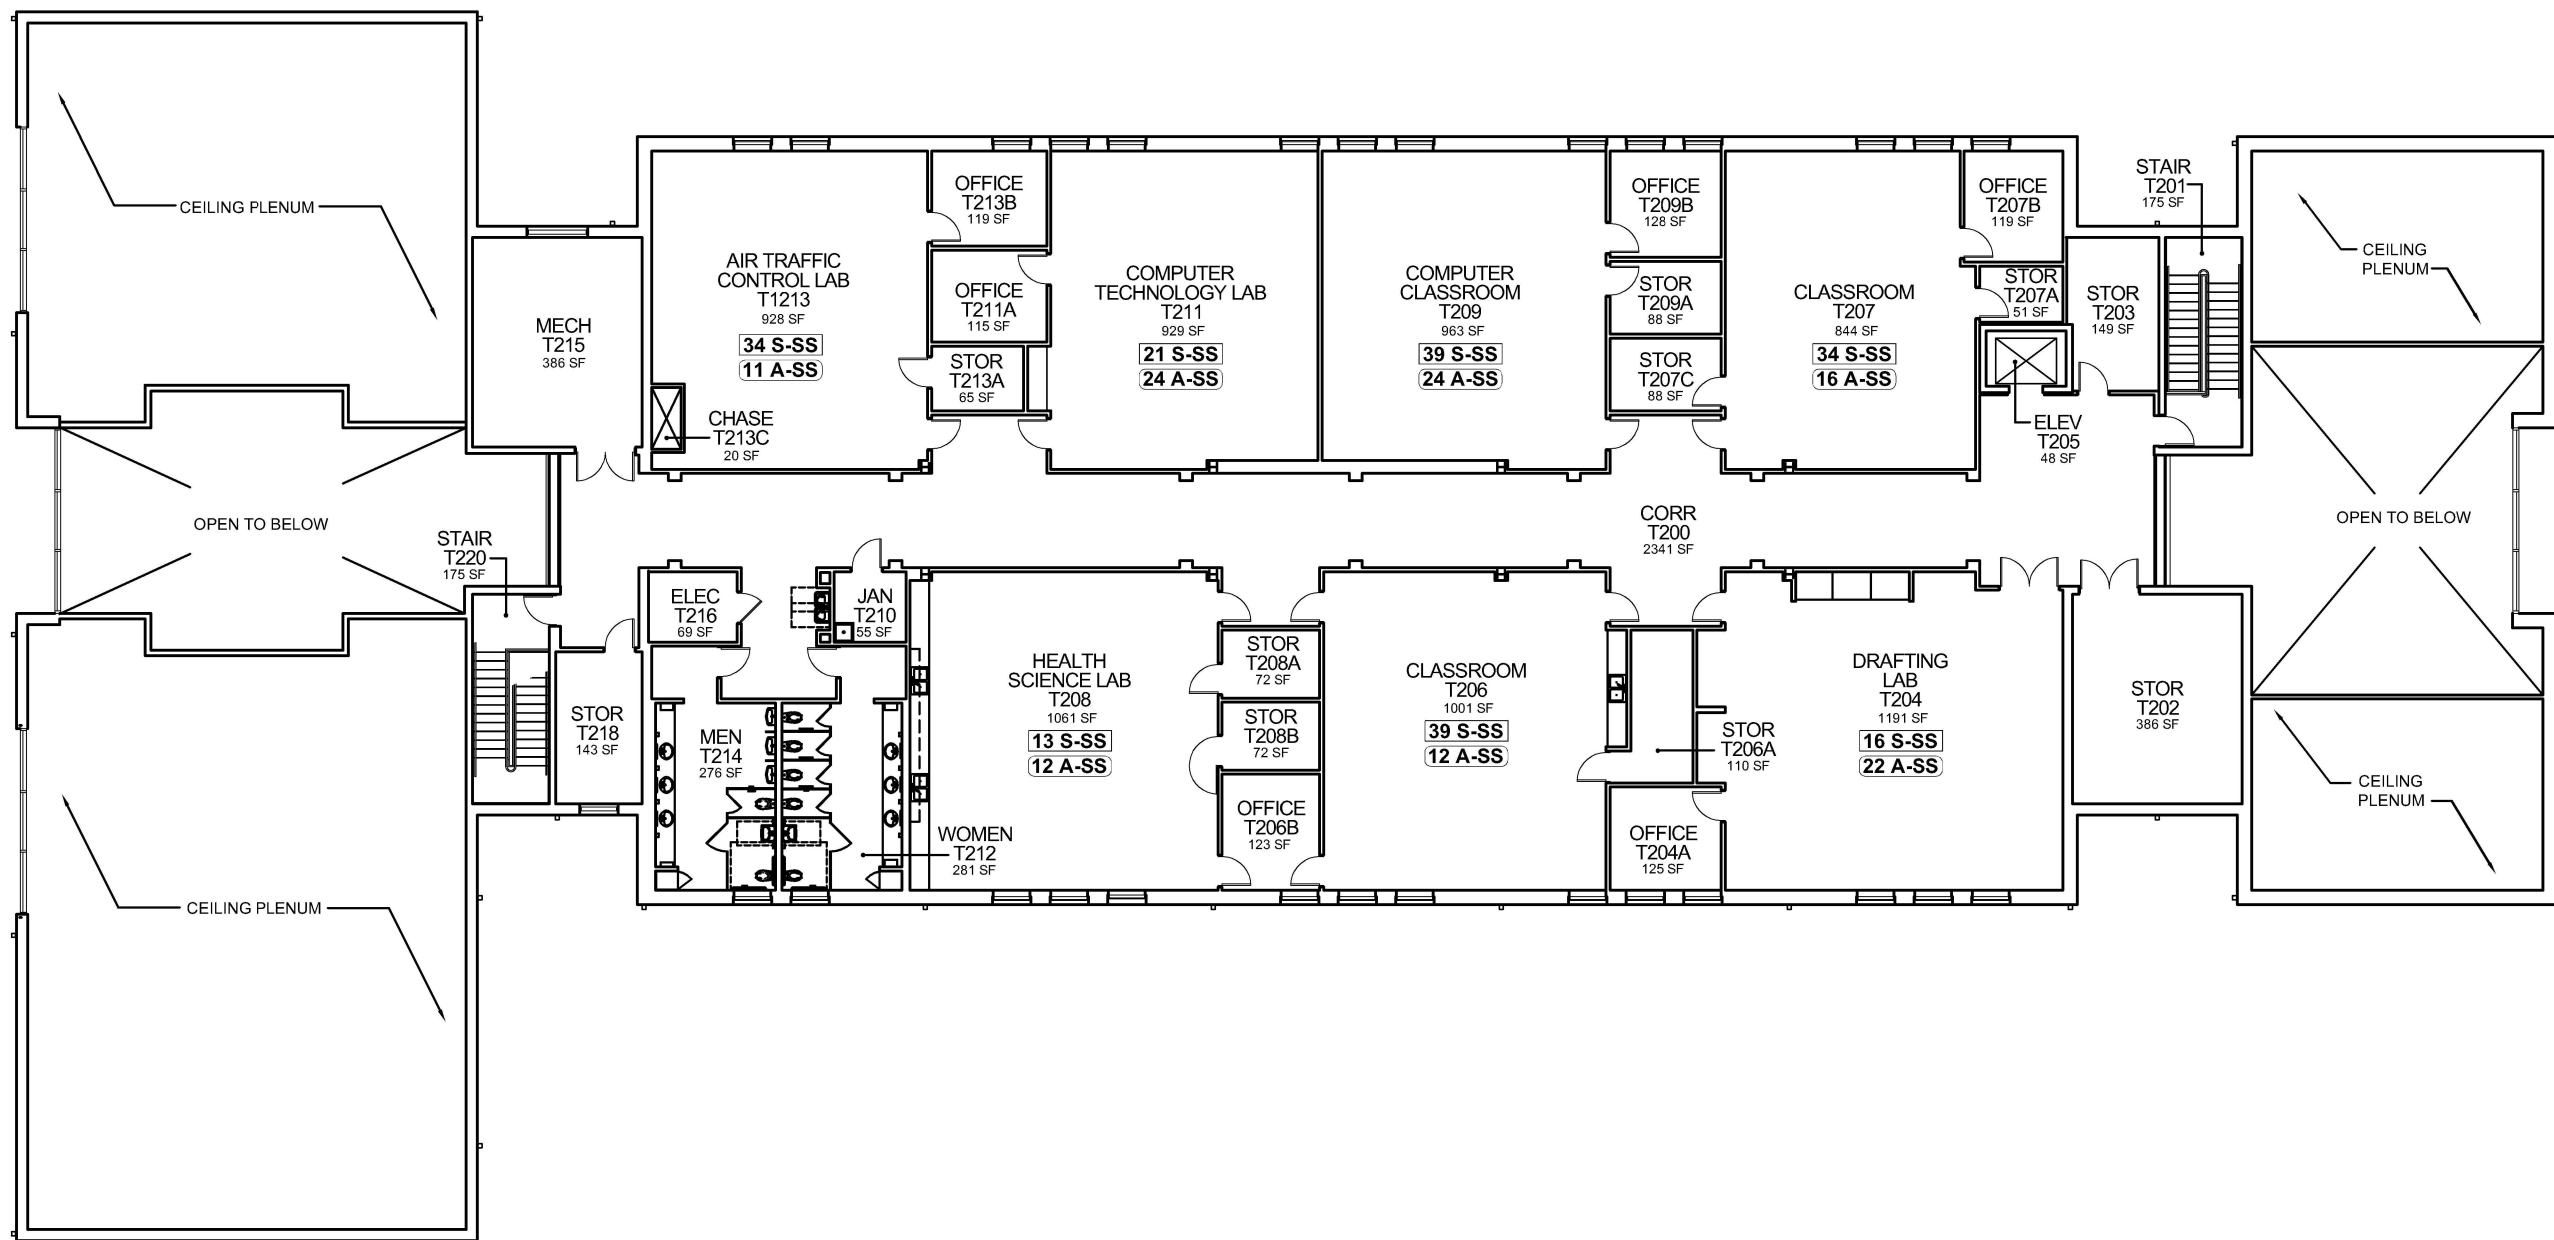 CEILING PLENUM
OPEN TO BELOW
CEILING PLENUM
MECH
T215
386 SF
STAIR
T220
175 SF
STOR
T218
143 SF
AIR TRAFFIC
CONTROL LAB
T1213
928 SF
34 S-SS
11 A-SS
CHASE
T213C
20 SF
OFFICE
T213B
119 SF
OFFICE
T211A
115 SF
STOR
T213A
65 SF
COMPUTER
TECHNOLOGY LAB
T211
929 SF
21 S-SS
24 A-SS
COMPUTER
CLASSROOM
T209
963 SF
39 S-SS
24 A-SS
OFFICE
T209B
128 SF
STOR
T209A
88 SF
STOR
T207C
88 SF
CLASSROOM
T207
844 SF
34 S-SS
16 A-SS
OFFICE
T207B
119 SF
STOR
T207A
51 SF
STOR
T203
149 SF
STAIR
T201
175 SF
ELEV
T205
48 SF
CEILING
PLENUM
OPEN TO BELOW
CEILING
PLENUM
CORR
T200
2341 SF
ELEC
T216
69 SF
JAN
T210
55 SF
MEN
T214
276 SF
WOMEN
T212
281 SF
HEALTH
SCIENCE LAB
T208
1061 SF
13 S-SS
12 A-SS
STOR
T208A
72 SF
STOR
T208B
72 SF
OFFICE
T206B
123 SF
CLASSROOM
T206
1001 SF
39 S-SS
12 A-SS
STOR
T206A
110 SF
OFFICE
T204A
125 SF
DRAFTING
LAB
T204
1191 SF
16 S-SS
22 A-SS
STOR
T202
386 SF